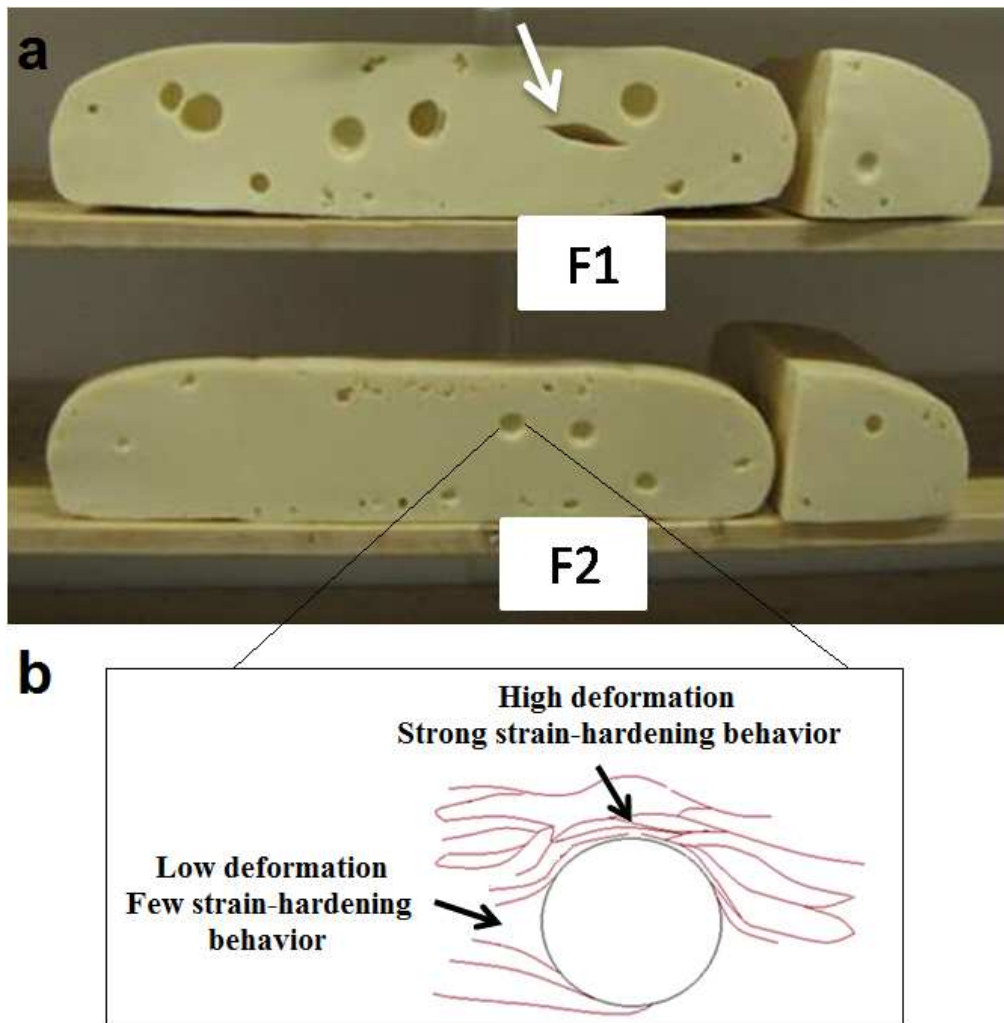 a
F1
F2
b
High deformation
Strong strain-hardening behavior
Low deformation
Few strain-hardening
behavior